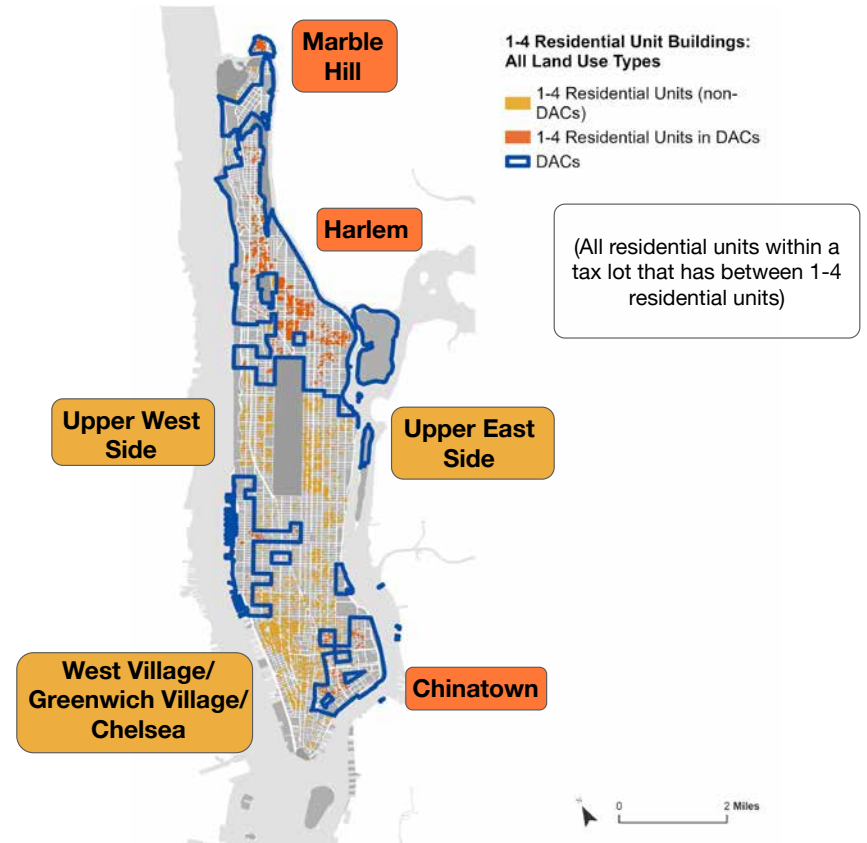 Marble
Hill
1-4 Residential Unit Buildings:
All Land Use Types
1-4 Residential Units (non-
DACs)
1-4 Residential Units in DACs
DACs
Harlem
(All residential units within a
tax lot that has between 1-4
residential units)
Upper West
Side
Upper East
Side
West Village/
Greenwich Village/
Chelsea
Chinatown
0
2 Miles